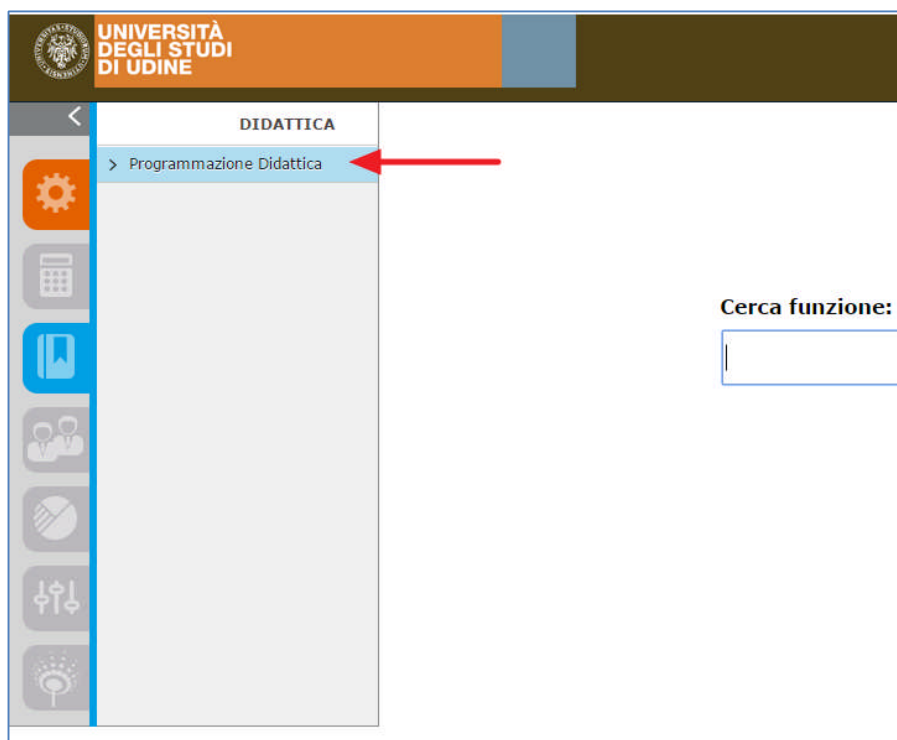 UNIVERSITÀ
DEGLI STUDI
DI UDINE
DIDATTICA
> Programmazione Didattica
Cerca funzione: